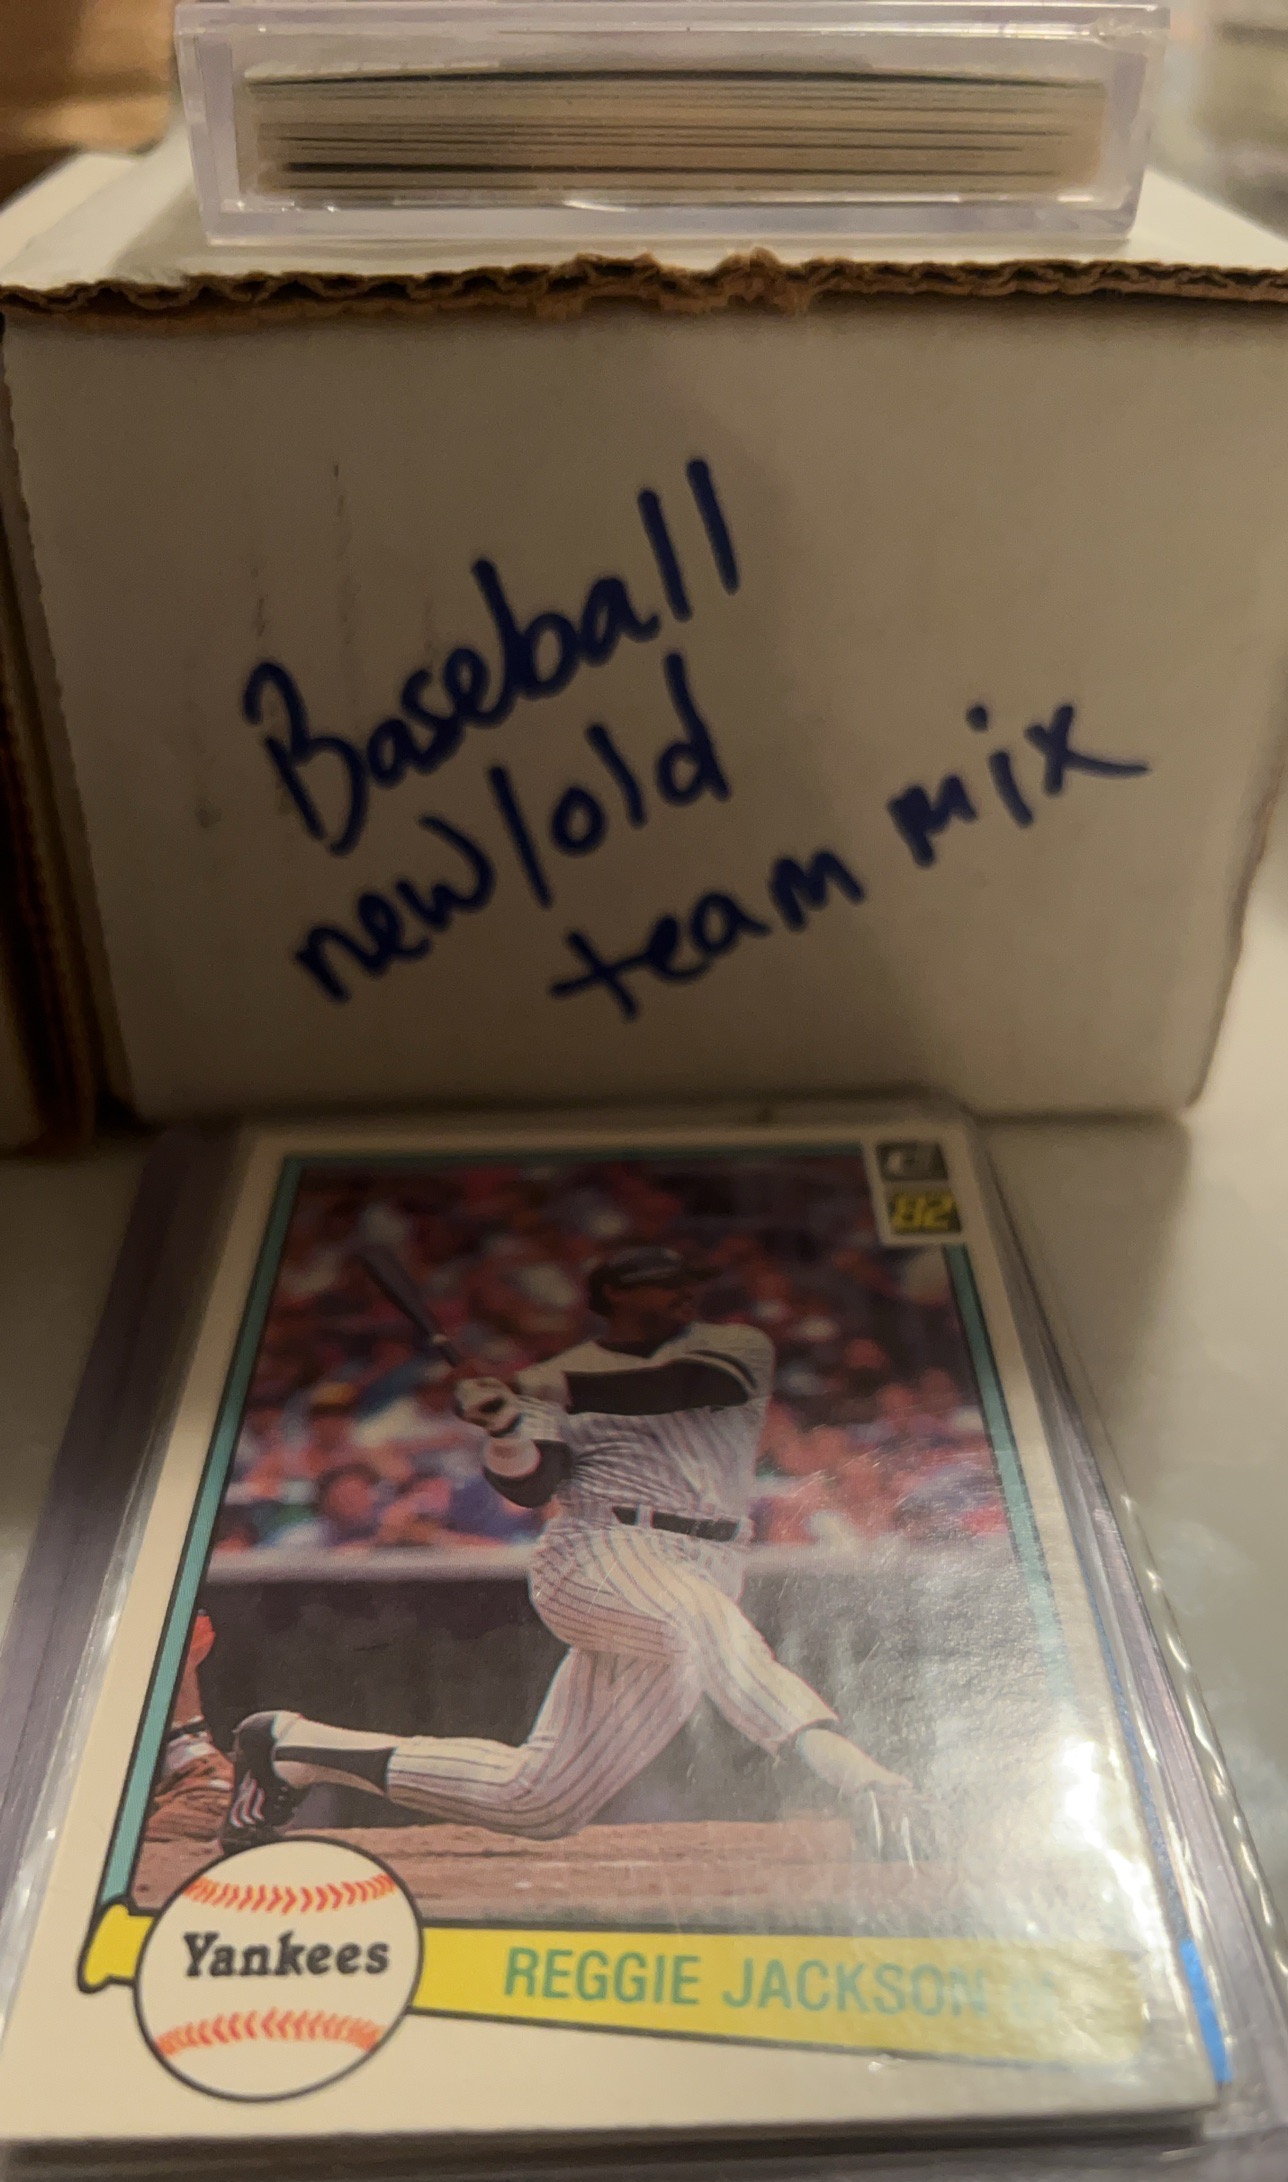 Baseball
new/old
team mix
82
Yankees
REGGIE JACKSON